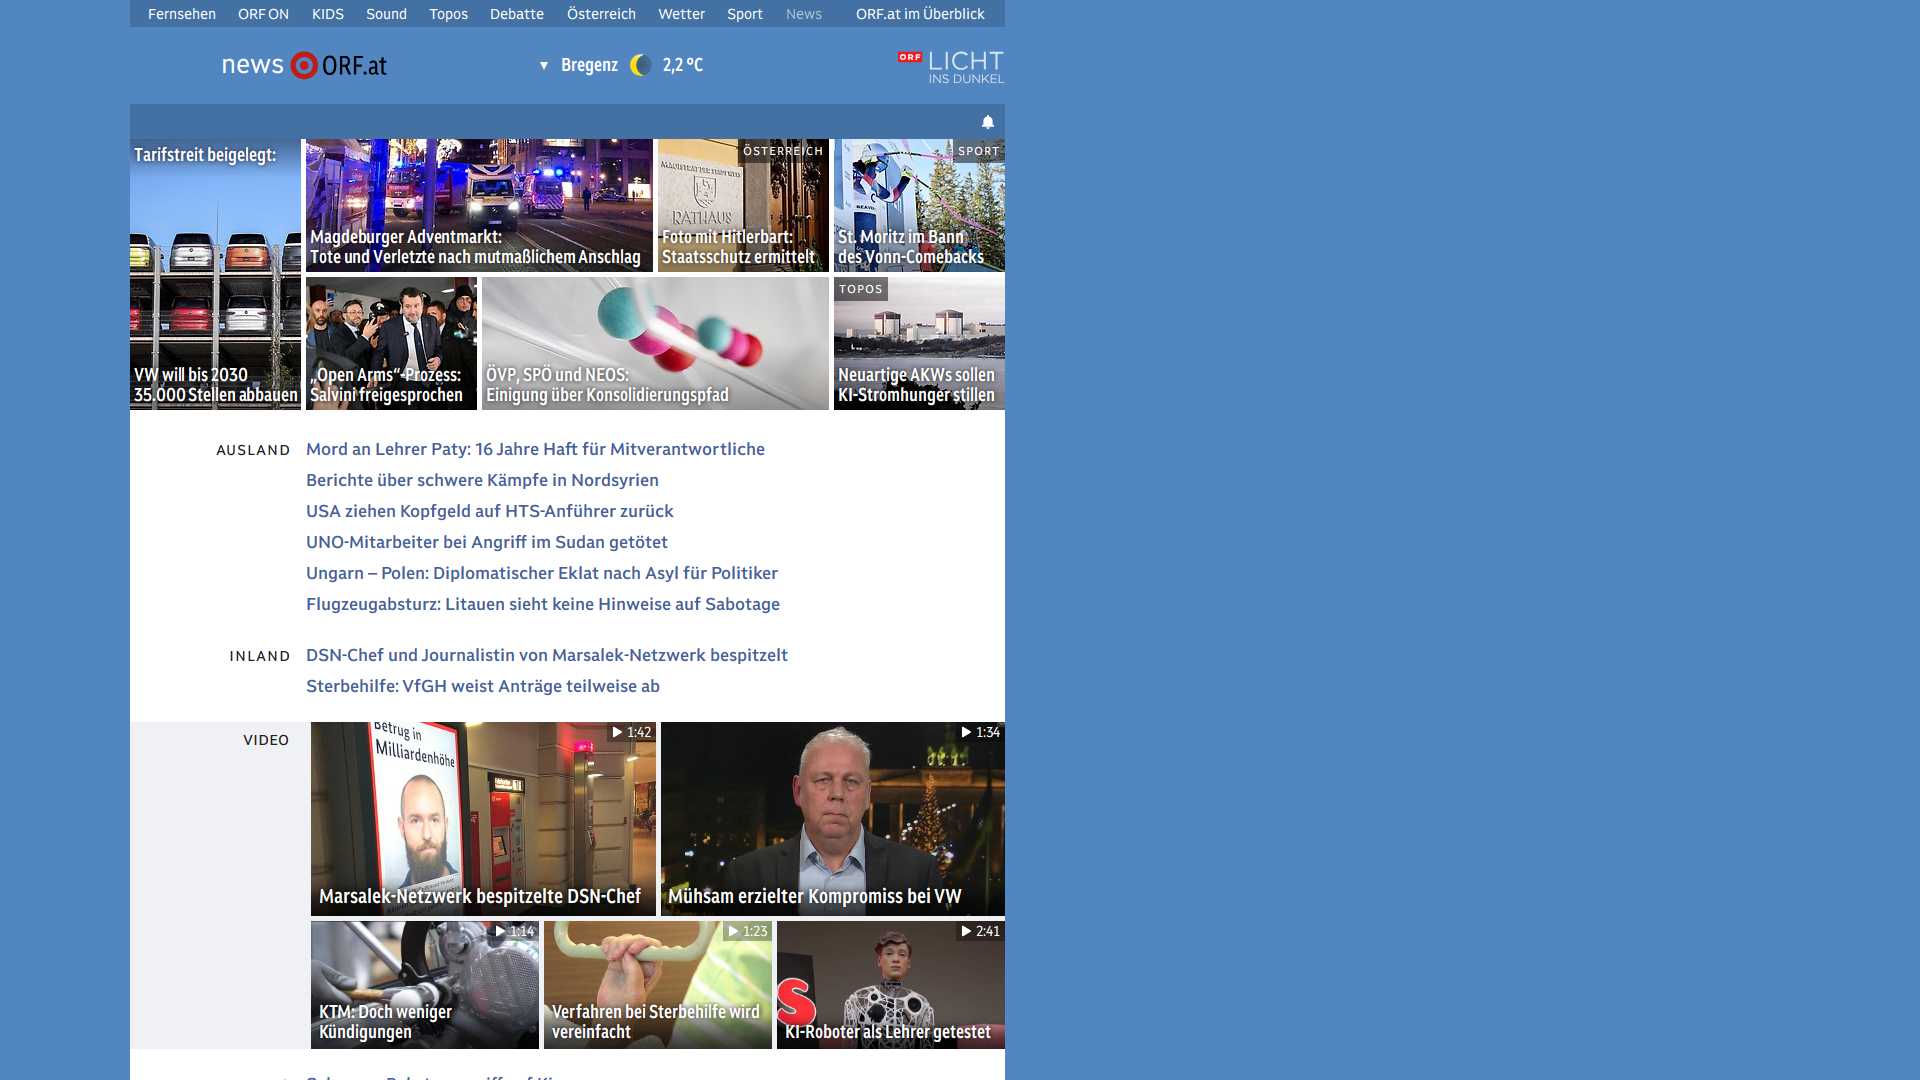 Fernsehen ORF ON KIDS Sound Topos Debatte Österreich Wetter Sport News ORF.at im Überblick
news ORF.at
▼ Bregenz 2,2 °C
ORF LICHT
INS DUNKEL
Tarifstreit beigelegt:
VW will bis 2030
35.000 Stellen abbauen
Magdeburger Adventmarkt:
Tote und Verletzte nach mutmaßlichem Anschlag
ÖSTERREICH
RATHAUS
Foto mit Hitlerbart:
Staatsschutz ermittelt
SPORT
St. Moritz im Bann
des Vonn-Comebacks
„Open Arms“-Prozess:
Salvini freigesprochen
ÖVP, SPÖ und NEOS:
Einigung über Konsolidierungspfad
TOPOS
Neuartige AKWs sollen
KI-Stromhunger stillen
AUSLAND
Mord an Lehrer Paty: 16 Jahre Haft für Mitverantwortliche
Berichte über schwere Kämpfe in Nordsyrien
USA ziehen Kopfgeld auf HTS-Anführer zurück
UNO-Mitarbeiter bei Angriff im Sudan getötet
Ungarn – Polen: Diplomatischer Eklat nach Asyl für Politiker
Flugzeugabsturz: Litauen sieht keine Hinweise auf Sabotage
INLAND
DSN-Chef und Journalistin von Marsalek-Netzwerk bespitzelt
Sterbehilfe: VfGH weist Anträge teilweise ab
VIDEO
1:42
Betrug in
Milliardenhöhe
Marsalek-Netzwerk bespitzelte DSN-Chef
1:34
Mühsam erzielter Kompromiss bei VW
1:14
KTM: Doch weniger
Kündigungen
1:23
Verfahren bei Sterbehilfe wird
vereinfacht
2:41
S
KI-Roboter als Lehrer getestet